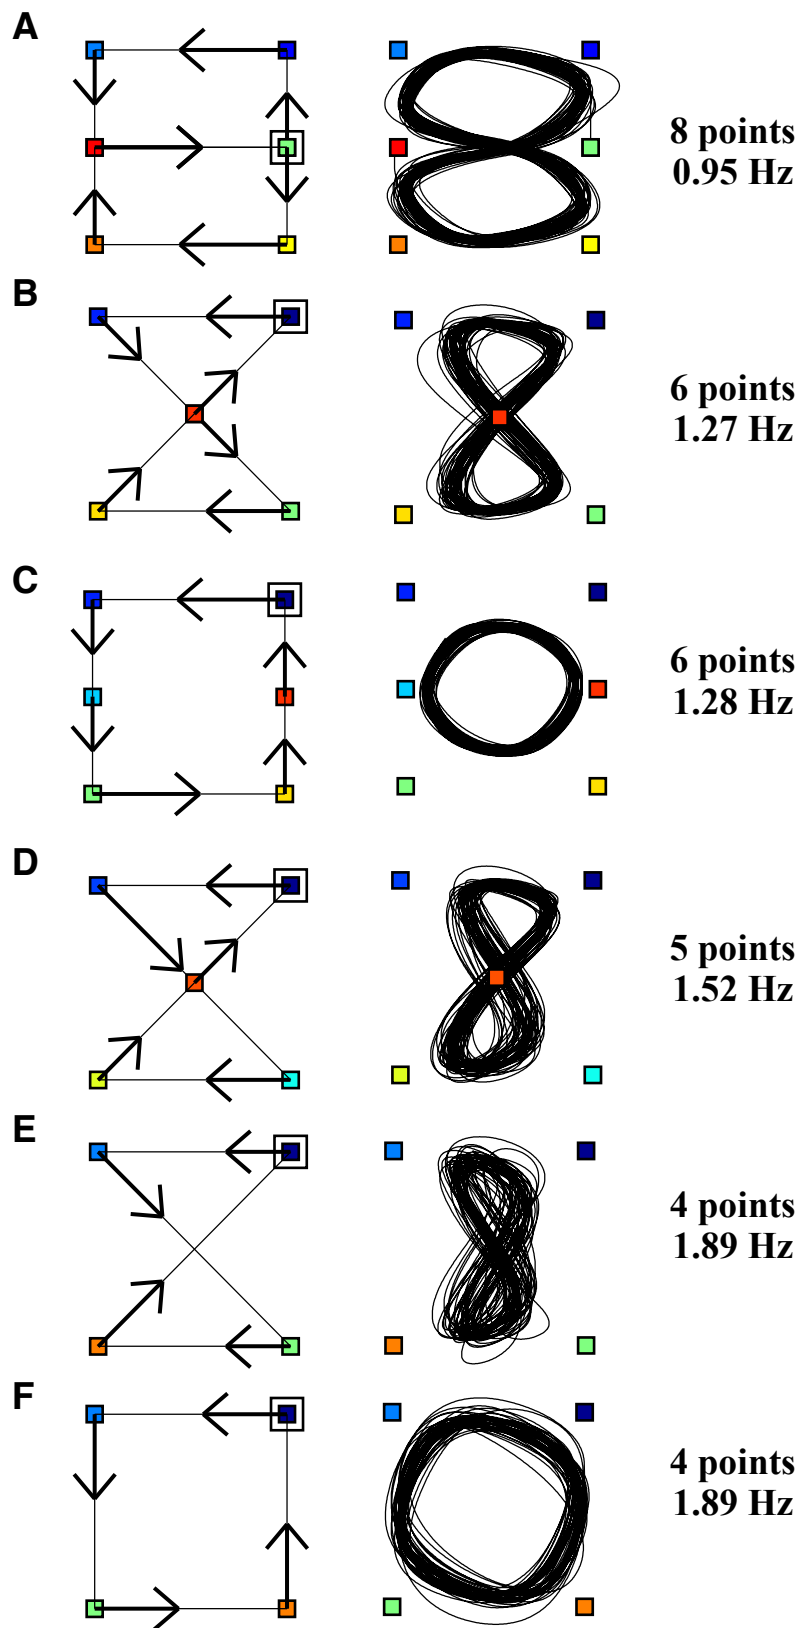 A
8 points
0.95 Hz
B
6 points
1.27 Hz
C
6 points
1.28 Hz
D
5 points
1.52 Hz
E
4 points
1.89 Hz
F
4 points
1.89 Hz